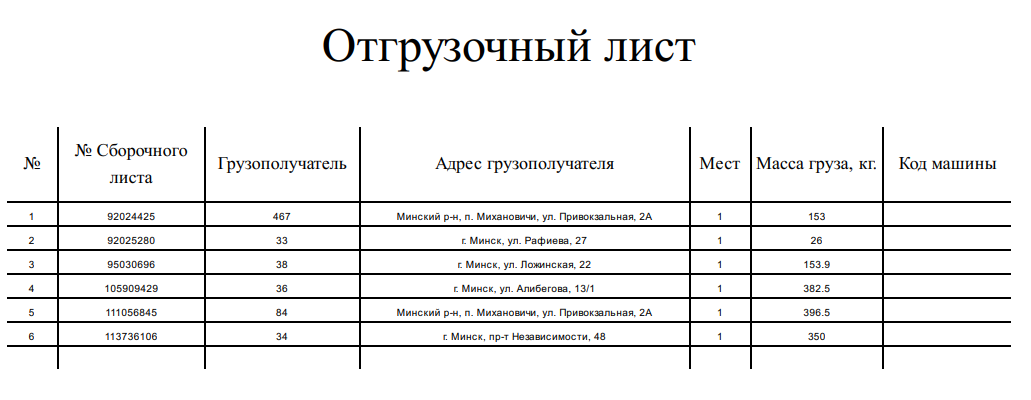 Отгрузочный лист
№ № Сборочного листа Грузополучатель Адрес грузополучателя Мест Масса груза, кг. Код машины
1 92024425 467 Минский р-н, п. Михановичи, ул. Привокзальная, 2А 1 153
2 92025280 33 г. Минск, ул. Рафиева, 27 1 26
3 95030696 38 г. Минск, ул. Ложинская, 22 1 153.9
4 105909429 36 г. Минск, ул. Алибегова, 13/1 1 382.5
5 111056845 84 Минский р-н, п. Михановичи, ул. Привокзальная, 2А 1 396.5
6 113736106 34 г. Минск, пр-т Независимости, 48 1 350